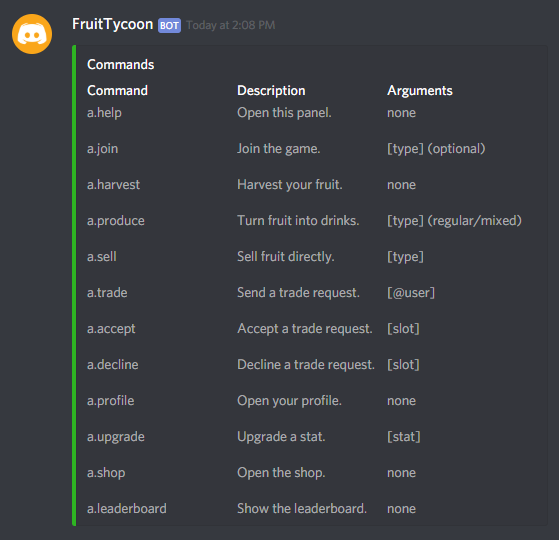 FruitTycoon BOT Today at 2:08 PM
Commands
Command Description Arguments
a.help Open this panel. none
a.join Join the game. [type] (optional)
a.harvest Harvest your fruit. none
a.produce Turn fruit into drinks. [type] (regular/mixed)
a.sell Sell fruit directly. [type]
a.trade Send a trade request. [@user]
a.accept Accept a trade request. [slot]
a.decline Decline a trade request. [slot]
a.profile Open your profile. none
a.upgrade Upgrade a stat. [stat]
a.shop Open the shop. none
a.leaderboard Show the leaderboard. none